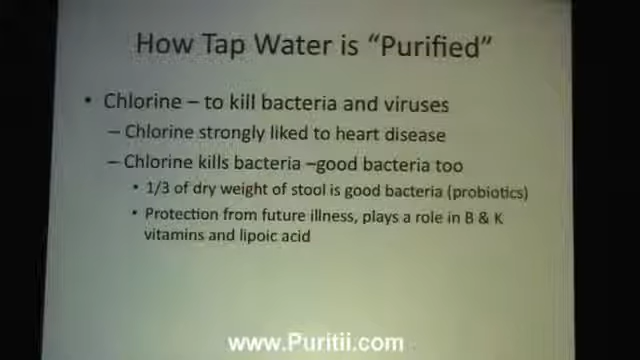 How Tap Water is “Purified”
• Chlorine – to kill bacteria and viruses
– Chlorine strongly liked to heart disease
– Chlorine kills bacteria –good bacteria too
• 1/3 of dry weight of stool is good bacteria (probiotics)
• Protection from future illness, plays a role in B & K
vitamins and lipoic acid
www.Puritii.com